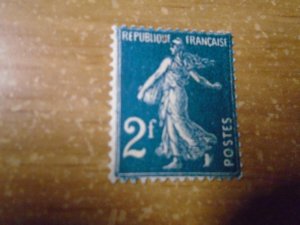 REPUBLIQUE FRANÇAISE
2f
POSTES